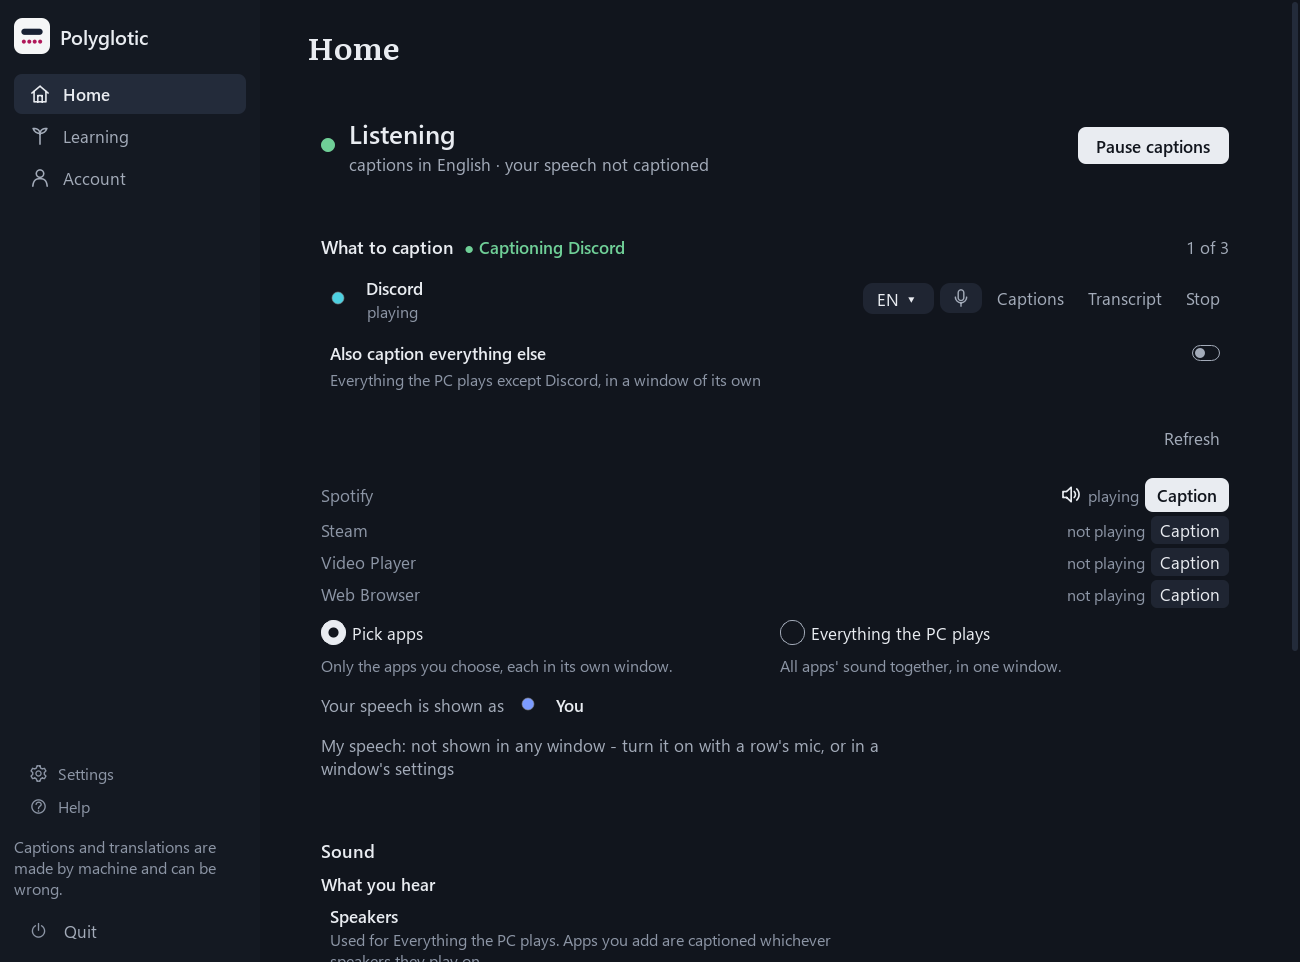 Polyglotic
Home
Learning
Account
Settings
Help
Captions and translations are
made by machine and can be
wrong.
Quit
Home
Listening
captions in English · your speech not captioned
Pause captions
What to caption ● Captioning Discord
1 of 3
Discord
playing
EN ▾
Captions
Transcript
Stop
Also caption everything else
Everything the PC plays except Discord, in a window of its own
Refresh
Spotify
playing
Caption
Steam
not playing
Caption
Video Player
not playing
Caption
Web Browser
not playing
Caption
Pick apps
Only the apps you choose, each in its own window.
Everything the PC plays
All apps' sound together, in one window.
Your speech is shown as
You
My speech: not shown in any window - turn it on with a row's mic, or in a
window's settings
Sound
What you hear
Speakers
Used for Everything the PC plays. Apps you add are captioned whichever
speakers they play on.